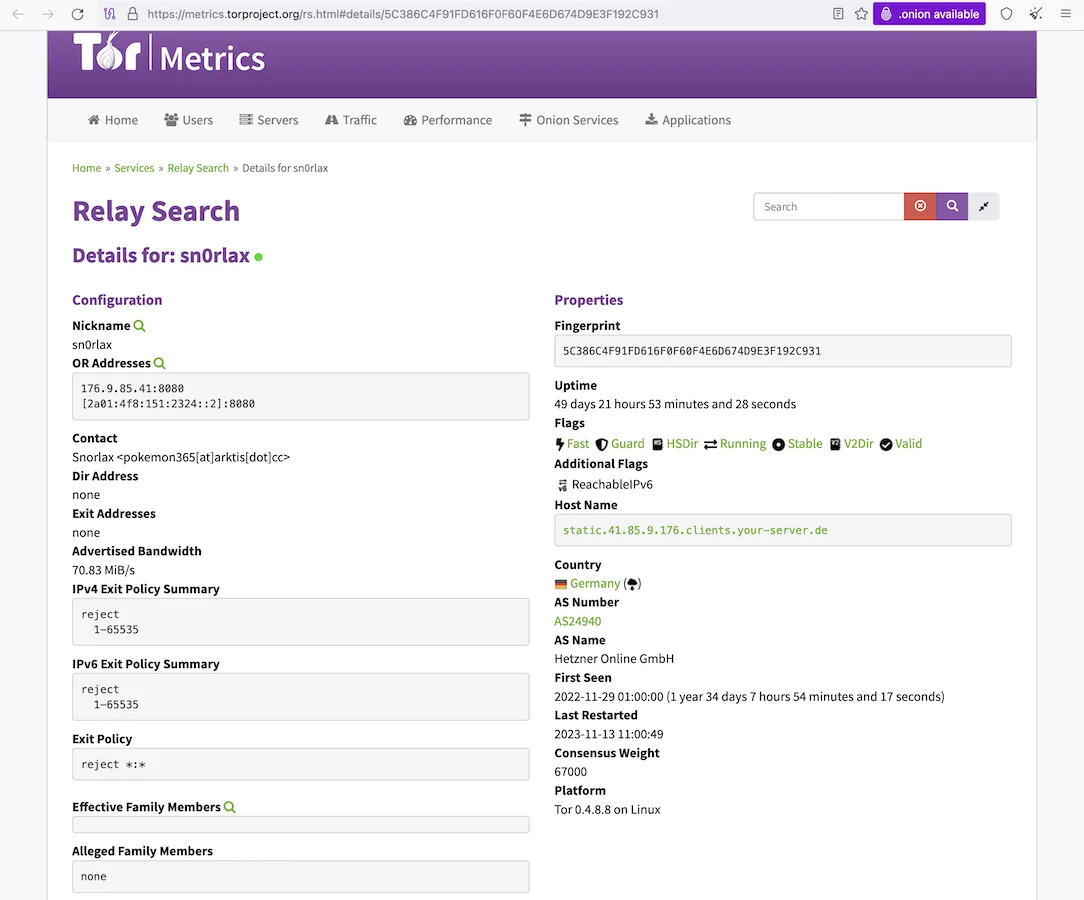 https://metrics.torproject.org/rs.html#details/5C386C4F91FD616F0F60F4E6D674D9E3F192C931
.onion available
Tor | Metrics
Home Users Servers Traffic Performance Onion Services Applications
Home » Services » Relay Search » Details for sn0rlax
Relay Search
Search
Details for: sn0rlax
Configuration
Nickname
sn0rlax
OR Addresses
176.9.85.41:8080
[2a01:4f8:151:2324::2]:8080
Contact
Snorlax <pokemon365[at]arktis[dot]cc>
Dir Address
none
Exit Addresses
none
Advertised Bandwidth
70.83 MiB/s
IPv4 Exit Policy Summary
reject
1-65535
IPv6 Exit Policy Summary
reject
1-65535
Exit Policy
reject *:*
Effective Family Members
Alleged Family Members
none
Properties
Fingerprint
5C386C4F91FD616F0F60F4E6D674D9E3F192C931
Uptime
49 days 21 hours 53 minutes and 28 seconds
Flags
Fast Guard HSDir Running Stable V2Dir Valid
Additional Flags
ReachableIPv6
Host Name
static.41.85.9.176.clients.your-server.de
Country
Germany ()
AS Number
AS24940
AS Name
Hetzner Online GmbH
First Seen
2022-11-29 01:00:00 (1 year 34 days 7 hours 54 minutes and 17 seconds)
Last Restarted
2023-11-13 11:00:49
Consensus Weight
67000
Platform
Tor 0.4.8.8 on Linux